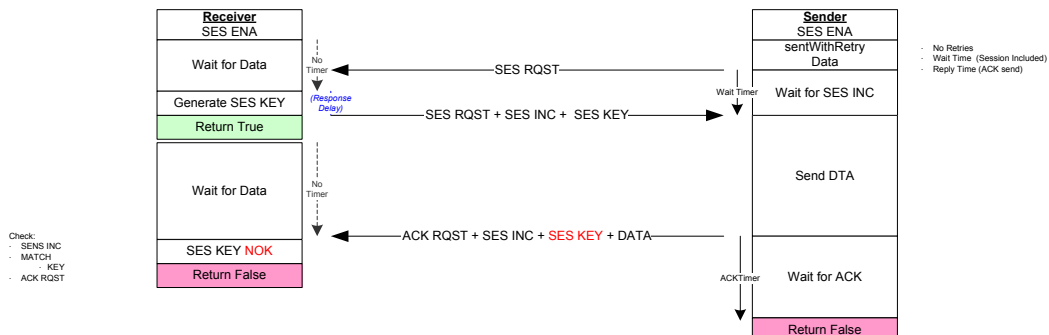 Receiver
SES ENA
Wait for Data
Generate SES KEY
Return True
Wait for Data
SES KEY NOK
Return False
Check:
- SENS INC
- MATCH
- KEY
- ACK RQST
No
Timer
(Response
Delay)
No
Timer
SES RQST
SES RQST + SES INC + SES KEY
ACK RQST + SES INC + SES KEY + DATA
Wait Timer
ACKTimer
Sender
SES ENA
sentWithRetry
Data
Wait for SES INC
Send DTA
Wait for ACK
Return False
- No Retries
- Wait Time (Session Included)
- Reply Time (ACK send)